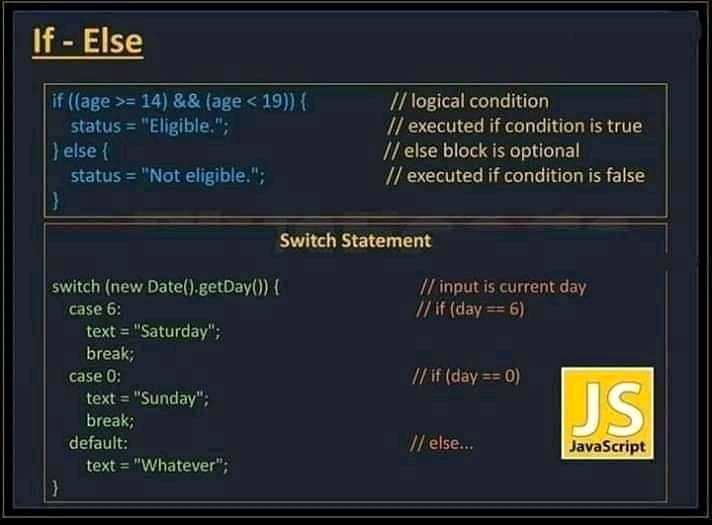 If - Else
if ((age >= 14) && (age < 19)) { // logical condition
status = "Eligible."; // executed if condition is true
} else { // else block is optional
status = "Not eligible."; // executed if condition is false
}
Switch Statement
switch (new Date().getDay()) { // input is current day
case 6: // if (day == 6)
text = "Saturday";
break;
case 0: // if (day == 0)
text = "Sunday";
break;
default: // else...
text = "Whatever";
}
JS
JavaScript